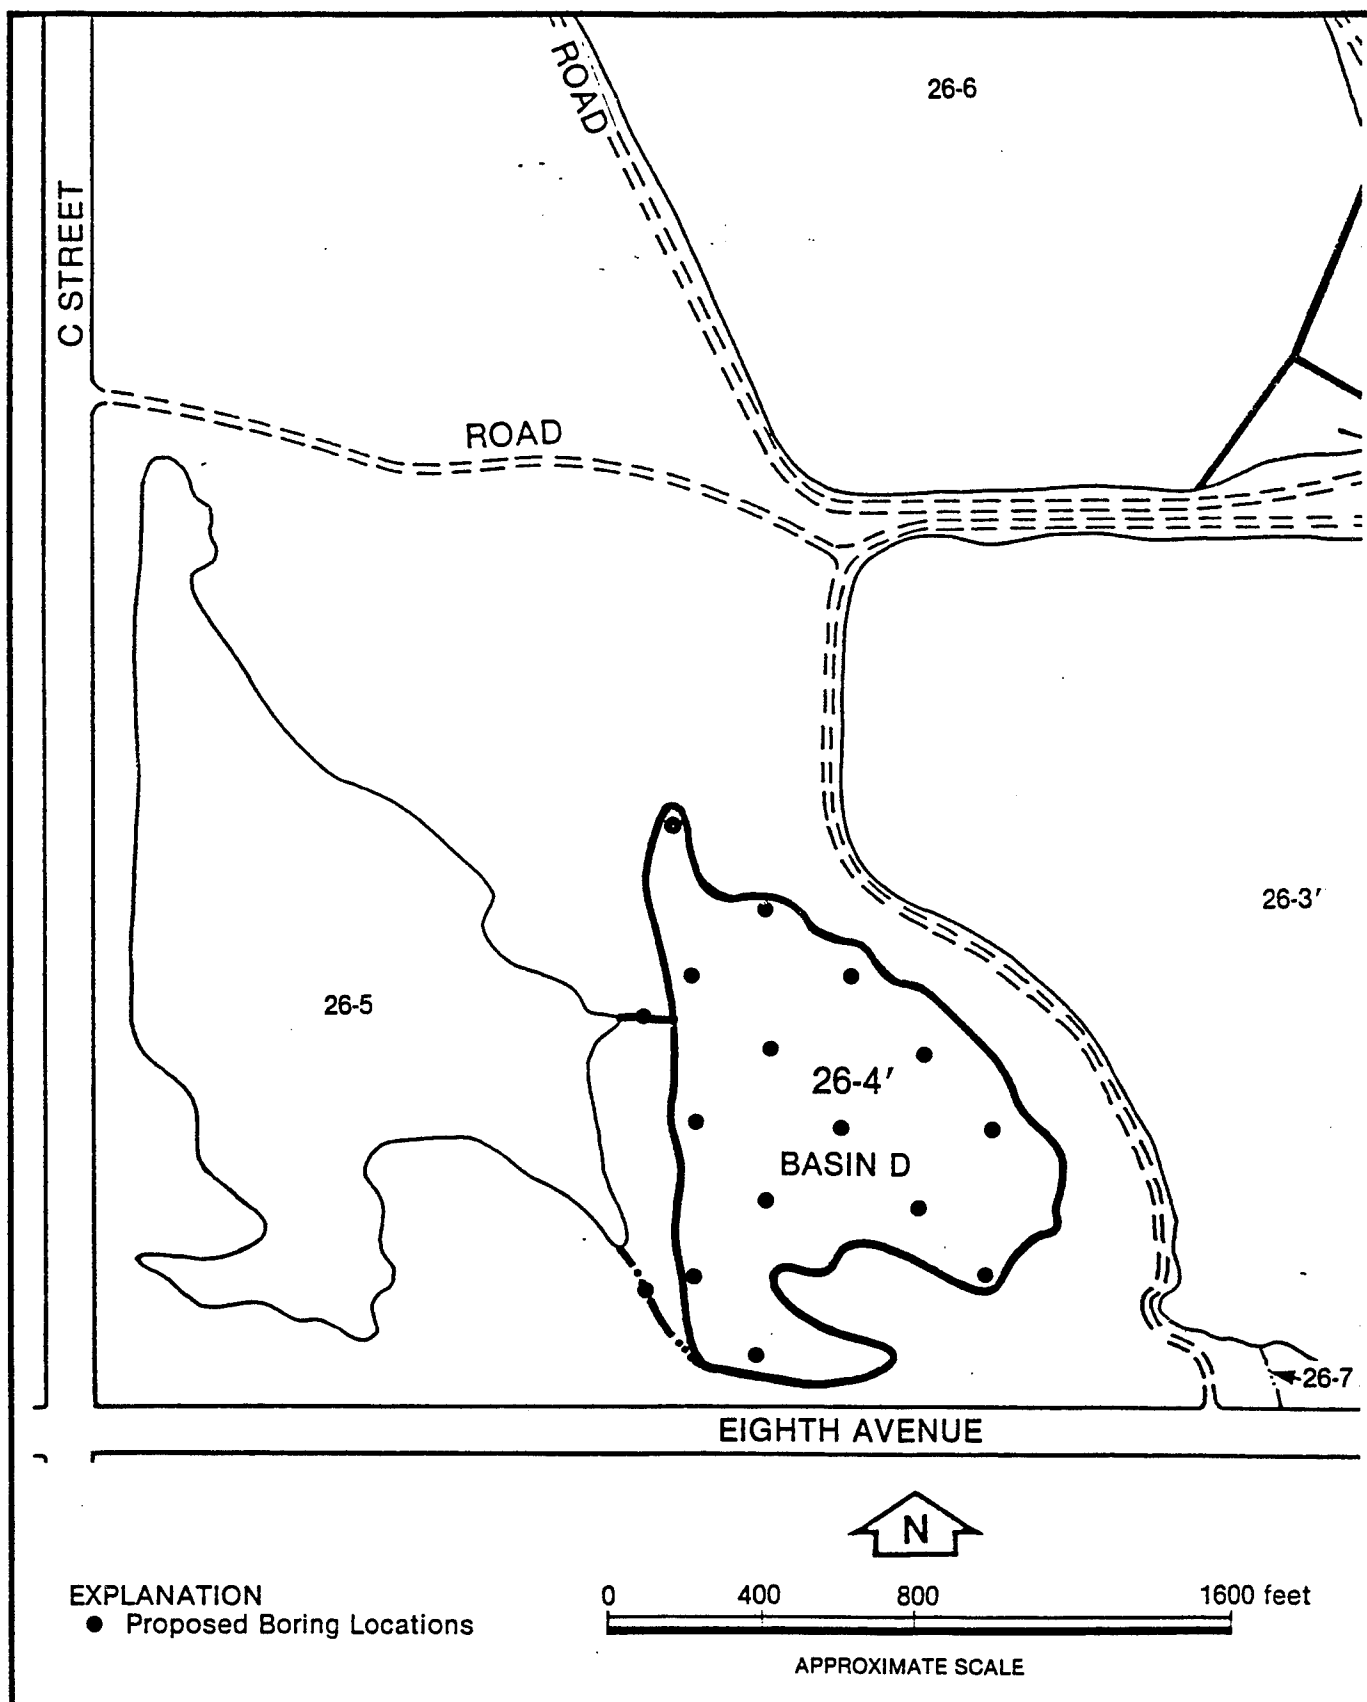 ROAD
26-6
C STREET
ROAD
26-3'
26-5
26-4'
BASIN D
26-7
EIGHTH AVENUE
N
EXPLANATION
● Proposed Boring Locations
0 400 800 1600 feet
APPROXIMATE SCALE